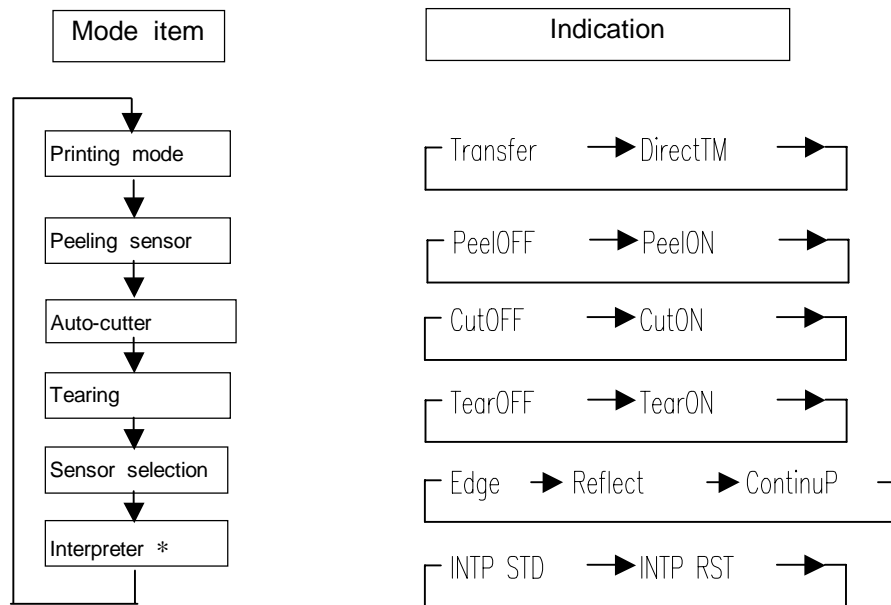 Mode item
Indication
Printing mode
Transfer DirectTM
Peeling sensor
PeelOFF PeelON
Auto-cutter
CutOFF CutON
Tearing
TearOFF TearON
Sensor selection
Edge Reflect ContinuP
Interpreter *
INTP STD INTP RST